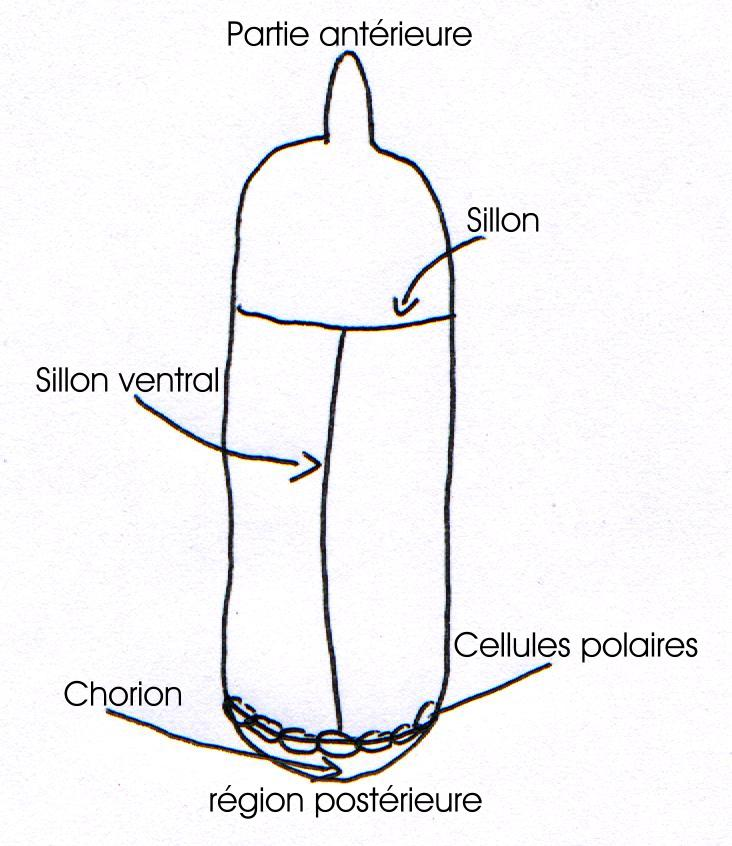 Partie antérieure
Sillon
Sillon ventral
Cellules polaires
Chorion
région postérieure